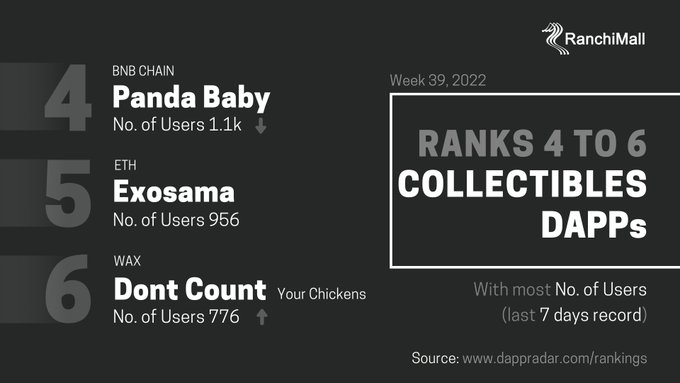 RanchiMall
4
BNB CHAIN
Panda Baby
No. of Users 1.1k
5
ETH
Exosama
No. of Users 956
6
WAX
Dont Count Your Chickens
No. of Users 776
Week 39, 2022
RANKS 4 TO 6
COLLECTIBLES
DAPPs
With most No. of Users
(last 7 days record)
Source: www.dappradar.com/rankings